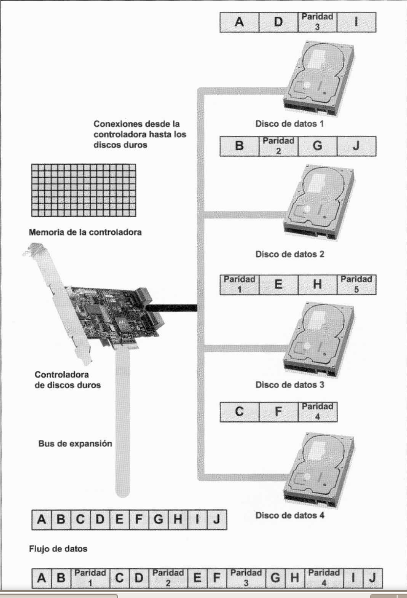 A D Paridad 3 I
Disco de datos 1
Conexiones desde la
controladora hasta los
discos duros
B Paridad 2 G J
Memoria de la controladora
Disco de datos 2
Paridad 1 E H Paridad 5
Controladora
de discos duros
Disco de datos 3
C F Paridad 4
Bus de expansión
Disco de datos 4
A B C D E F G H I J
Flujo de datos
A B Paridad 1 C D Paridad 2 E F Paridad 3 G H Paridad 4 I J